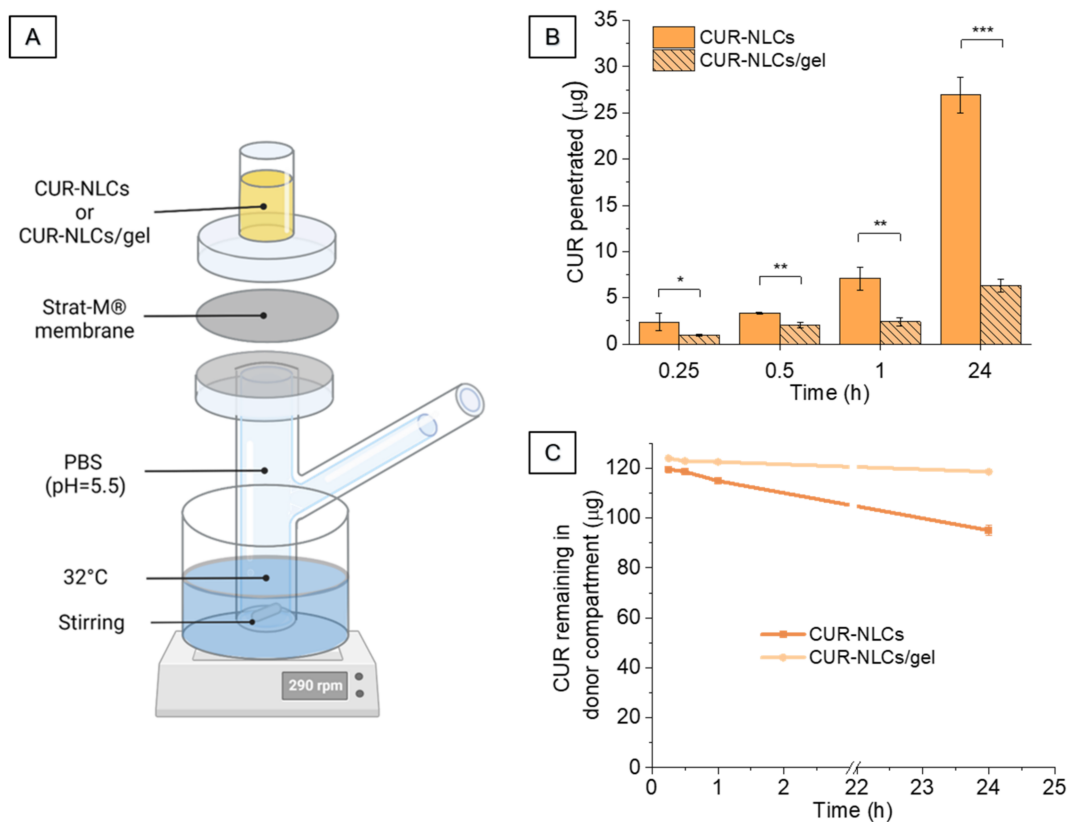 A
CUR-NLCs
or
CUR-NLCs/gel
Strat-M®
membrane
PBS
(pH=5.5)
32°C
Stirring
290 rpm
B
CUR-NLCs
CUR-NLCs/gel
***
**
**
*
CUR penetrated (µg)
35
30
25
20
15
10
5
0
0.25 0.5 1 24
Time (h)
C
CUR remaining in
donor compartment (µg)
120
100
80
60
40
20
0
CUR-NLCs
CUR-NLCs/gel
0 1 2 22 23 24 25
Time (h)